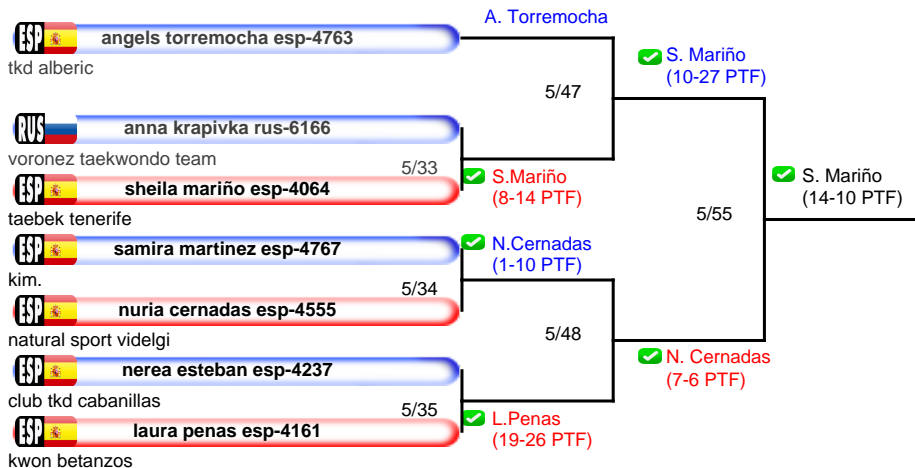 A. Torremocha
ESP angels torremocha esp-4763
tkd alberic
S. Mariño
(10-27 PTF)
5/47
RUS anna krapivka rus-6166
voronez taekwondo team
5/33
S.Mariño
(8-14 PTF)
ESP sheila mariño esp-4064
taebek tenerife
S. Mariño
(14-10 PTF)
5/55
ESP samira martinez esp-4767
kim.
N.Cernadas
(1-10 PTF)
5/34
ESP nuria cernadas esp-4555
natural sport videlgi
5/48
N. Cernadas
(7-6 PTF)
ESP nerea esteban esp-4237
club tkd cabanillas
5/35
L.Penas
(19-26 PTF)
ESP laura penas esp-4161
kwon betanzos